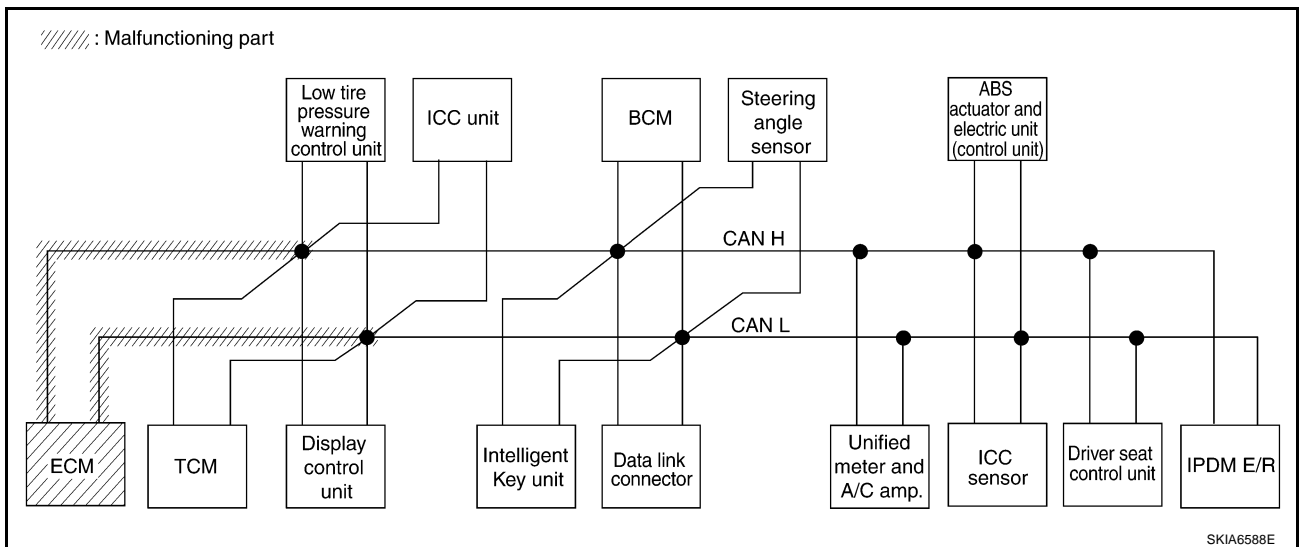 : Malfunctioning part
Low tire
pressure
warning
control unit
ICC unit
BCM
Steering
angle
sensor
ABS
actuator and
electric unit
(control unit)
CAN H
CAN L
ECM
TCM
Display
control
unit
Intelligent
Key unit
Data link
connector
Unified
meter and
A/C amp.
ICC
sensor
Driver seat
control unit
IPDM E/R
SKIA6588E